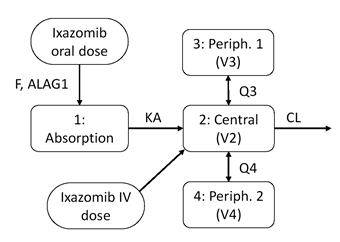 Ixazomib
oral dose
3: Periph. 1
(V3)
F, ALAG1
Q3
1:
Absorption
KA
2: Central
(V2)
CL
Q4
Ixazomib IV
dose
4: Periph. 2
(V4)